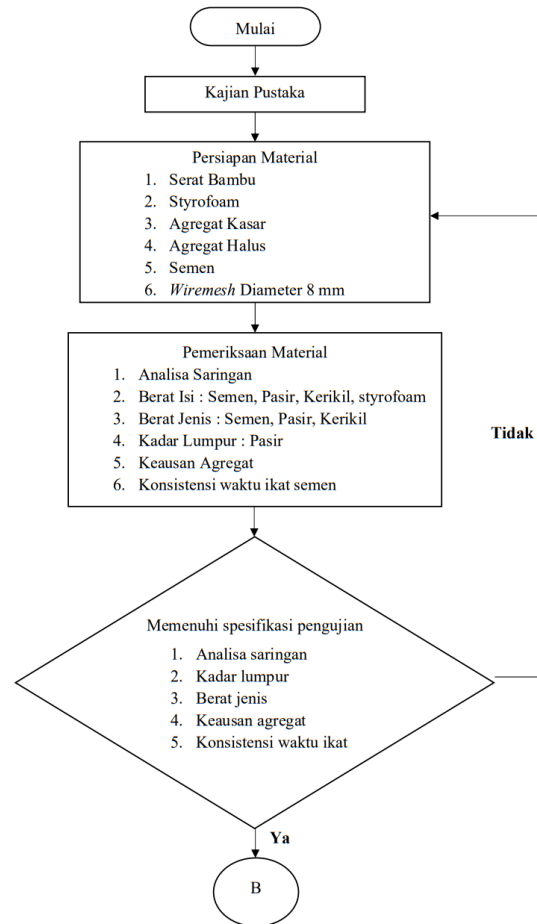 Mulai
Kajian Pustaka
Persiapan Material
1. Serat Bambu
2. Styrofoam
3. Agregat Kasar
4. Agregat Halus
5. Semen
6. Wiremesh Diameter 8 mm
Pemeriksaan Material
1. Analisa Saringan
2. Berat Isi : Semen, Pasir, Kerikil, styrofoam
3. Berat Jenis : Semen, Pasir, Kerikil
4. Kadar Lumpur : Pasir
5. Keausan Agregat
6. Konsistensi waktu ikat semen
Tidak
Memenuhi spesifikasi pengujian
1. Analisa saringan
2. Kadar lumpur
3. Berat jenis
4. Keausan agregat
5. Konsistensi waktu ikat
Ya
B